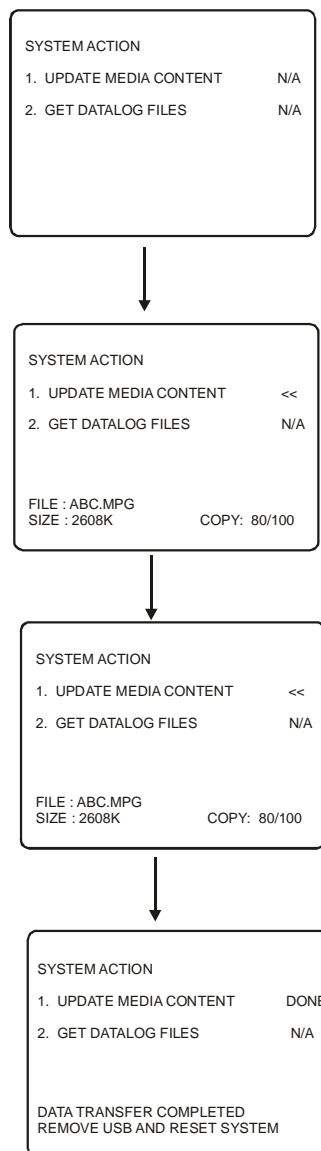 SYSTEM ACTION
1. UPDATE MEDIA CONTENT N/A
2. GET DATALOG FILES N/A
SYSTEM ACTION
1. UPDATE MEDIA CONTENT <<
2. GET DATALOG FILES N/A
FILE : ABC.MPG
SIZE : 2608K COPY: 80/100
SYSTEM ACTION
1. UPDATE MEDIA CONTENT <<
2. GET DATALOG FILES N/A
FILE : ABC.MPG
SIZE : 2608K COPY: 80/100
SYSTEM ACTION
1. UPDATE MEDIA CONTENT DONE
2. GET DATALOG FILES N/A
DATA TRANSFER COMPLETED
REMOVE USB AND RESET SYSTEM